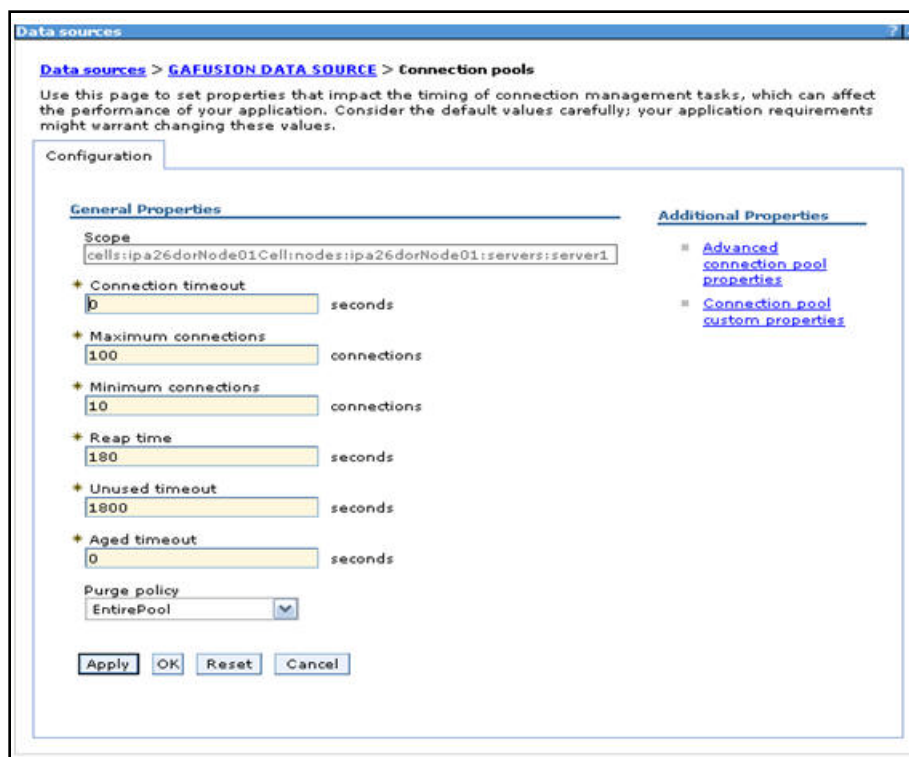 Data sources
?
Data sources > GAFUSION DATA SOURCE > Connection pools
Use this page to set properties that impact the timing of connection management tasks, which can affect
the performance of your application. Consider the default values carefully; your application requirements
might warrant changing these values.
Configuration
General Properties
Scope
cells:ipa26dorNode01Cell:nodes:ipa26dorNode01:servers:server1
* Connection timeout
0 seconds
* Maximum connections
100 connections
* Minimum connections
10 connections
* Reap time
180 seconds
* Unused timeout
1800 seconds
* Aged timeout
0 seconds
Purge policy
EntirePool
Apply OK Reset Cancel
Additional Properties
Advanced
connection pool
properties
Connection pool
custom properties